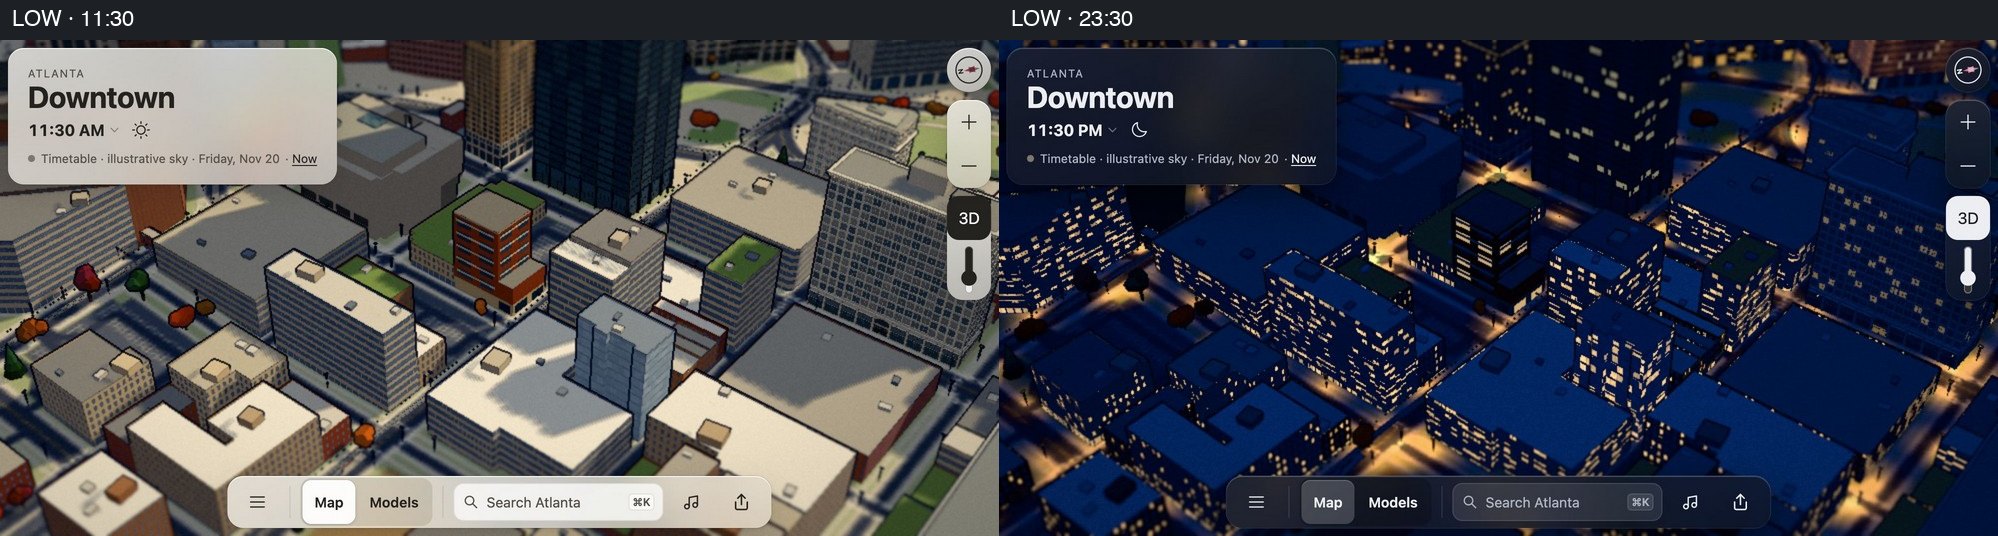 LOW · 11:30
ATLANTA
Downtown
11:30 AM
Timetable · illustrative sky · Friday, Nov 20 · Now
Z
3D
Map
Models
Search Atlanta
⌘K
LOW · 23:30
ATLANTA
Downtown
11:30 PM
Timetable · illustrative sky · Friday, Nov 20 · Now
Z
3D
Map
Models
Search Atlanta
⌘K